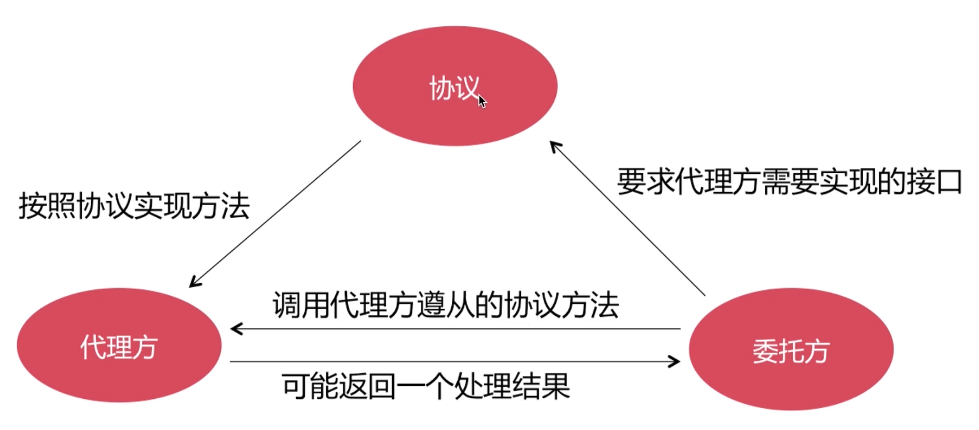 协议
要求代理方需要实现的接口
按照协议实现方法
调用代理方遵从的协议方法
代理方
委托方
可能返回一个处理结果